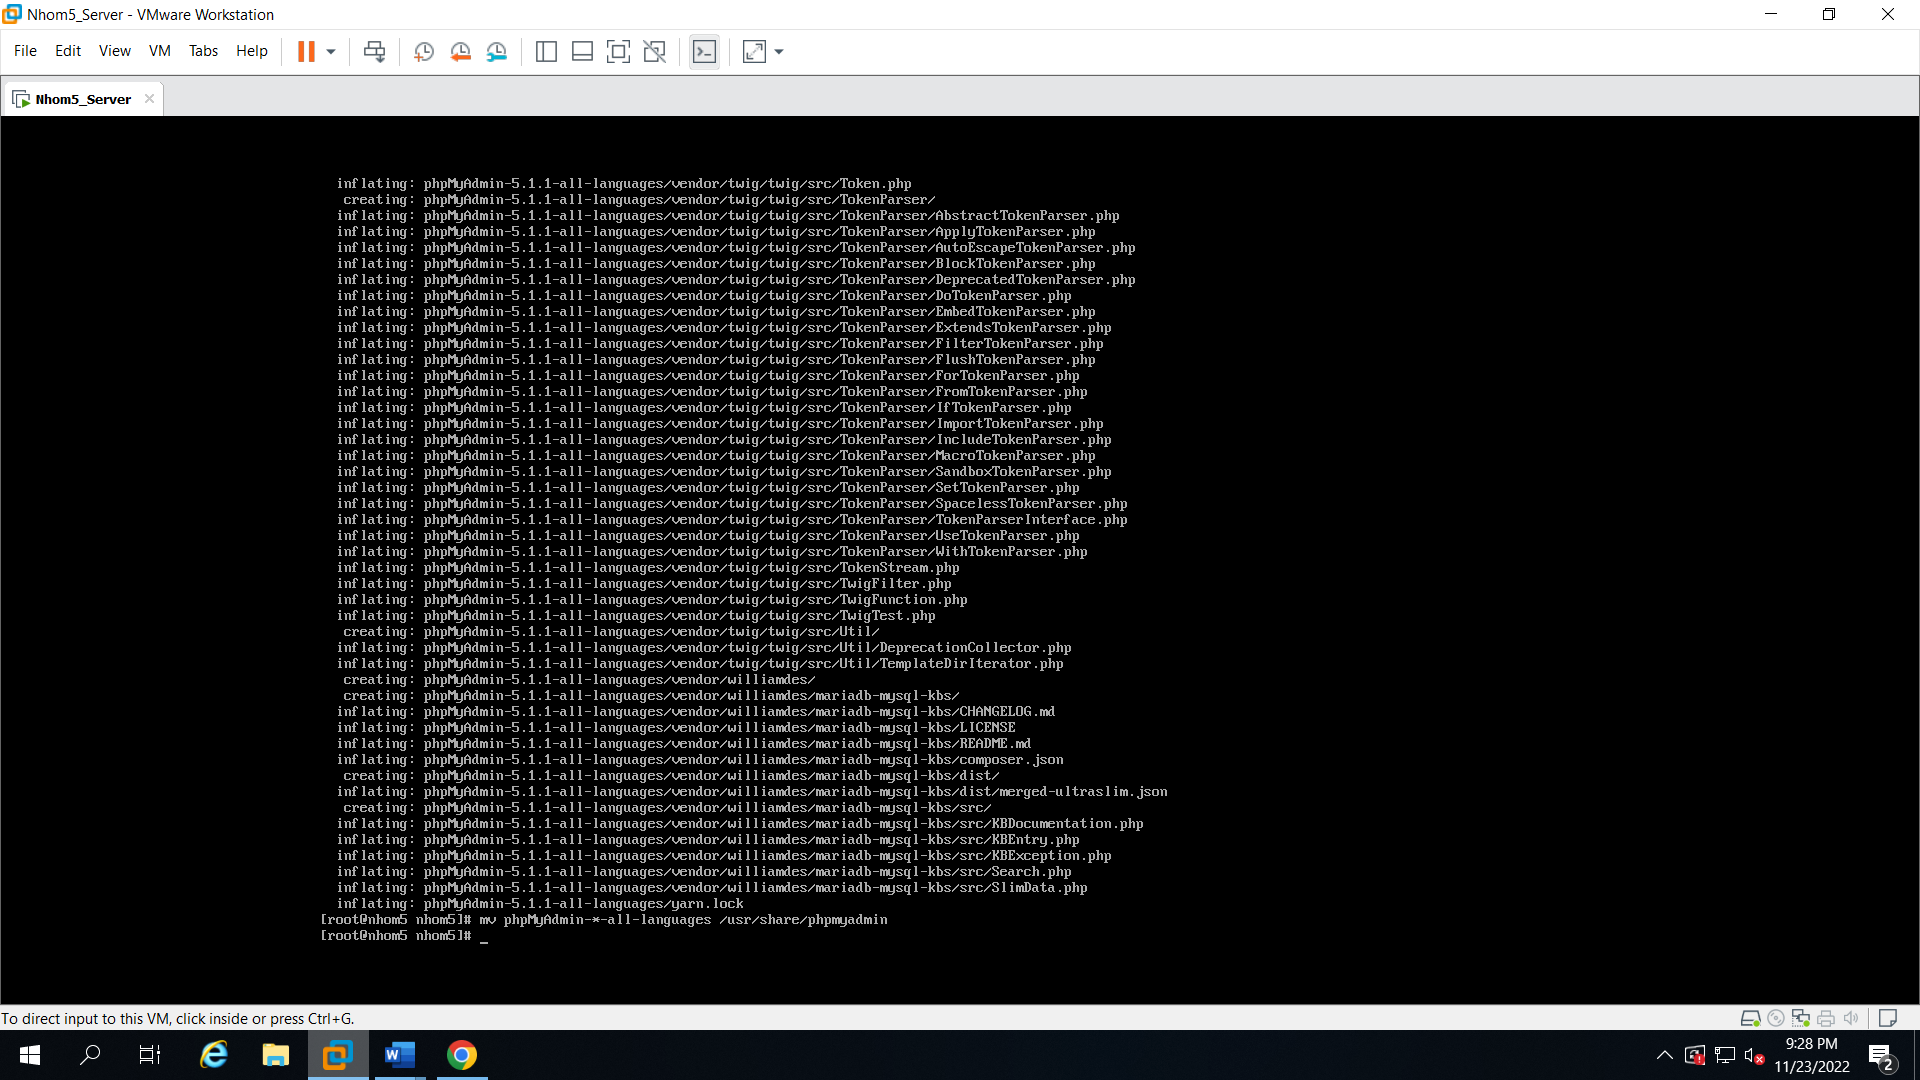 Nhom5_Server - VMware Workstation
File Edit View VM Tabs Help
Nhom5_Server
inflating: phpMyAdmin-5.1.1-all-languages/vendor/twig/twig/src/Token.php
creating: phpMyAdmin-5.1.1-all-languages/vendor/twig/twig/src/TokenParser/
inflating: phpMyAdmin-5.1.1-all-languages/vendor/twig/twig/src/TokenParser/AbstractTokenParser.php
inflating: phpMyAdmin-5.1.1-all-languages/vendor/twig/twig/src/TokenParser/ApplyTokenParser.php
inflating: phpMyAdmin-5.1.1-all-languages/vendor/twig/twig/src/TokenParser/AutoEscapeTokenParser.php
inflating: phpMyAdmin-5.1.1-all-languages/vendor/twig/twig/src/TokenParser/BlockTokenParser.php
inflating: phpMyAdmin-5.1.1-all-languages/vendor/twig/twig/src/TokenParser/DeprecatedTokenParser.php
inflating: phpMyAdmin-5.1.1-all-languages/vendor/twig/twig/src/TokenParser/DoTokenParser.php
inflating: phpMyAdmin-5.1.1-all-languages/vendor/twig/twig/src/TokenParser/EmbedTokenParser.php
inflating: phpMyAdmin-5.1.1-all-languages/vendor/twig/twig/src/TokenParser/ExtendsTokenParser.php
inflating: phpMyAdmin-5.1.1-all-languages/vendor/twig/twig/src/TokenParser/FilterTokenParser.php
inflating: phpMyAdmin-5.1.1-all-languages/vendor/twig/twig/src/TokenParser/FlushTokenParser.php
inflating: phpMyAdmin-5.1.1-all-languages/vendor/twig/twig/src/TokenParser/ForTokenParser.php
inflating: phpMyAdmin-5.1.1-all-languages/vendor/twig/twig/src/TokenParser/FromTokenParser.php
inflating: phpMyAdmin-5.1.1-all-languages/vendor/twig/twig/src/TokenParser/IfTokenParser.php
inflating: phpMyAdmin-5.1.1-all-languages/vendor/twig/twig/src/TokenParser/ImportTokenParser.php
inflating: phpMyAdmin-5.1.1-all-languages/vendor/twig/twig/src/TokenParser/IncludeTokenParser.php
inflating: phpMyAdmin-5.1.1-all-languages/vendor/twig/twig/src/TokenParser/MacroTokenParser.php
inflating: phpMyAdmin-5.1.1-all-languages/vendor/twig/twig/src/TokenParser/SandboxTokenParser.php
inflating: phpMyAdmin-5.1.1-all-languages/vendor/twig/twig/src/TokenParser/SetTokenParser.php
inflating: phpMyAdmin-5.1.1-all-languages/vendor/twig/twig/src/TokenParser/SpacelessTokenParser.php
inflating: phpMyAdmin-5.1.1-all-languages/vendor/twig/twig/src/TokenParser/TokenParserInterface.php
inflating: phpMyAdmin-5.1.1-all-languages/vendor/twig/twig/src/TokenParser/UseTokenParser.php
inflating: phpMyAdmin-5.1.1-all-languages/vendor/twig/twig/src/TokenParser/WithTokenParser.php
inflating: phpMyAdmin-5.1.1-all-languages/vendor/twig/twig/src/TokenStream.php
inflating: phpMyAdmin-5.1.1-all-languages/vendor/twig/twig/src/TwigFilter.php
inflating: phpMyAdmin-5.1.1-all-languages/vendor/twig/twig/src/TwigFunction.php
inflating: phpMyAdmin-5.1.1-all-languages/vendor/twig/twig/src/TwigTest.php
creating: phpMyAdmin-5.1.1-all-languages/vendor/twig/twig/src/Util/
inflating: phpMyAdmin-5.1.1-all-languages/vendor/twig/twig/src/Util/DeprecationCollector.php
inflating: phpMyAdmin-5.1.1-all-languages/vendor/twig/twig/src/Util/TemplateDirIterator.php
creating: phpMyAdmin-5.1.1-all-languages/vendor/williamdes/
creating: phpMyAdmin-5.1.1-all-languages/vendor/williamdes/mariadb-mysql-kbs/
inflating: phpMyAdmin-5.1.1-all-languages/vendor/williamdes/mariadb-mysql-kbs/CHANGELOG.md
inflating: phpMyAdmin-5.1.1-all-languages/vendor/williamdes/mariadb-mysql-kbs/LICENSE
inflating: phpMyAdmin-5.1.1-all-languages/vendor/williamdes/mariadb-mysql-kbs/README.md
inflating: phpMyAdmin-5.1.1-all-languages/vendor/williamdes/mariadb-mysql-kbs/composer.json
creating: phpMyAdmin-5.1.1-all-languages/vendor/williamdes/mariadb-mysql-kbs/dist/
inflating: phpMyAdmin-5.1.1-all-languages/vendor/williamdes/mariadb-mysql-kbs/dist/merged-ultraslim.json
creating: phpMyAdmin-5.1.1-all-languages/vendor/williamdes/mariadb-mysql-kbs/src/
inflating: phpMyAdmin-5.1.1-all-languages/vendor/williamdes/mariadb-mysql-kbs/src/KBDocumentation.php
inflating: phpMyAdmin-5.1.1-all-languages/vendor/williamdes/mariadb-mysql-kbs/src/KBEntry.php
inflating: phpMyAdmin-5.1.1-all-languages/vendor/williamdes/mariadb-mysql-kbs/src/KBException.php
inflating: phpMyAdmin-5.1.1-all-languages/vendor/williamdes/mariadb-mysql-kbs/src/Search.php
inflating: phpMyAdmin-5.1.1-all-languages/vendor/williamdes/mariadb-mysql-kbs/src/SlimData.php
inflating: phpMyAdmin-5.1.1-all-languages/yarn.lock
[root@nhom5 nhom5]# mv phpMyAdmin-*-all-languages /usr/share/phpmyadmin
[root@nhom5 nhom5]# _
To direct input to this VM, click inside or press Ctrl+G.
9:28 PM
11/23/2022
2